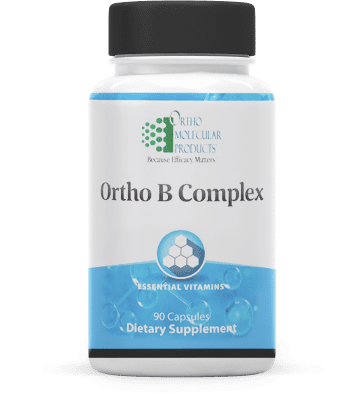 ORTHO
MOLECULAR
PRODUCTS
Because Efficacy Matters
Ortho B Complex
ESSENTIAL VITAMINS
90 Capsules
Dietary Supplement